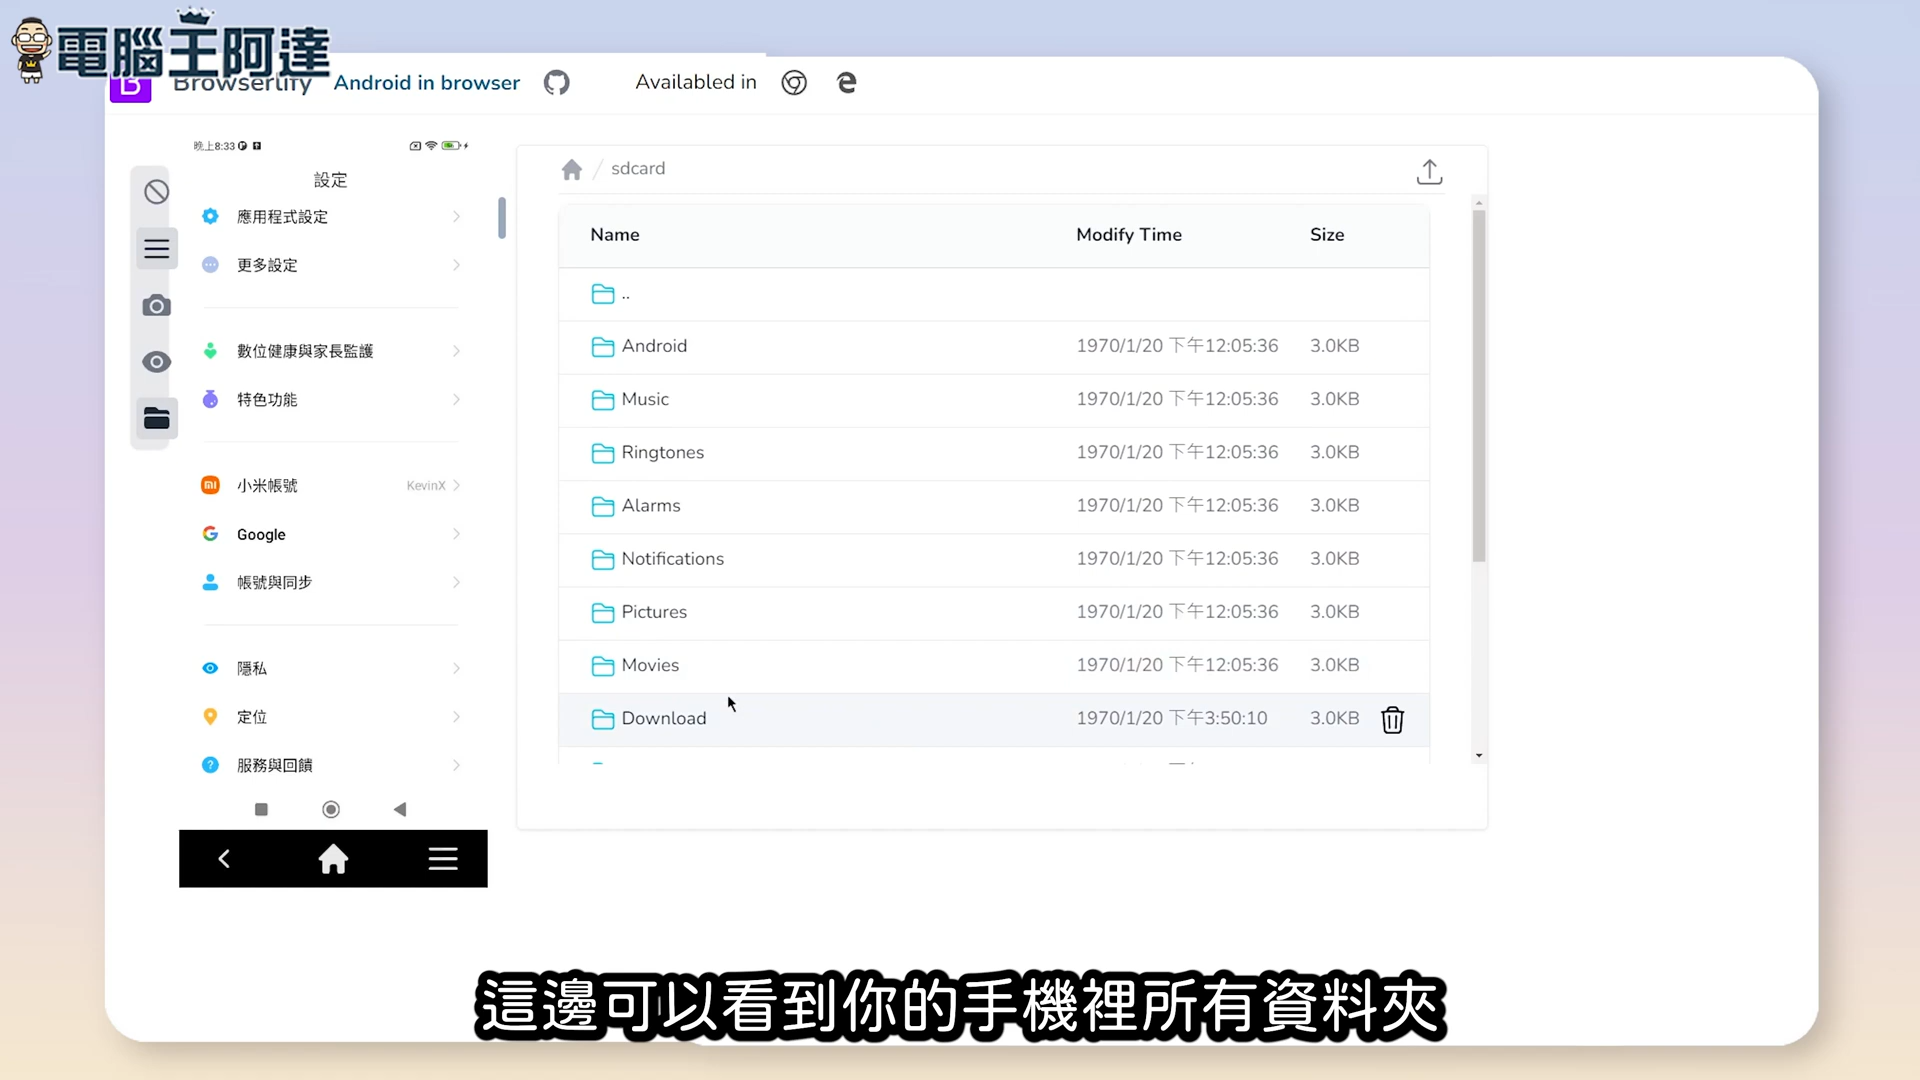 電腦王阿達
Browserlify
Android in browser
Availabled in
晚上8:33
設定
應用程式設定
更多設定
數位健康與家長監護
特色功能
小米帳號
KevinX
Google
帳號與同步
隱私
定位
服務與回饋
/ sdcard
Name Modify Time Size
..
Android 1970/1/20 下午12:05:36 3.0KB
Music 1970/1/20 下午12:05:36 3.0KB
Ringtones 1970/1/20 下午12:05:36 3.0KB
Alarms 1970/1/20 下午12:05:36 3.0KB
Notifications 1970/1/20 下午12:05:36 3.0KB
Pictures 1970/1/20 下午12:05:36 3.0KB
Movies 1970/1/20 下午12:05:36 3.0KB
Download 1970/1/20 下午3:50:10 3.0KB
這邊可以看到你的手機裡所有資料夾